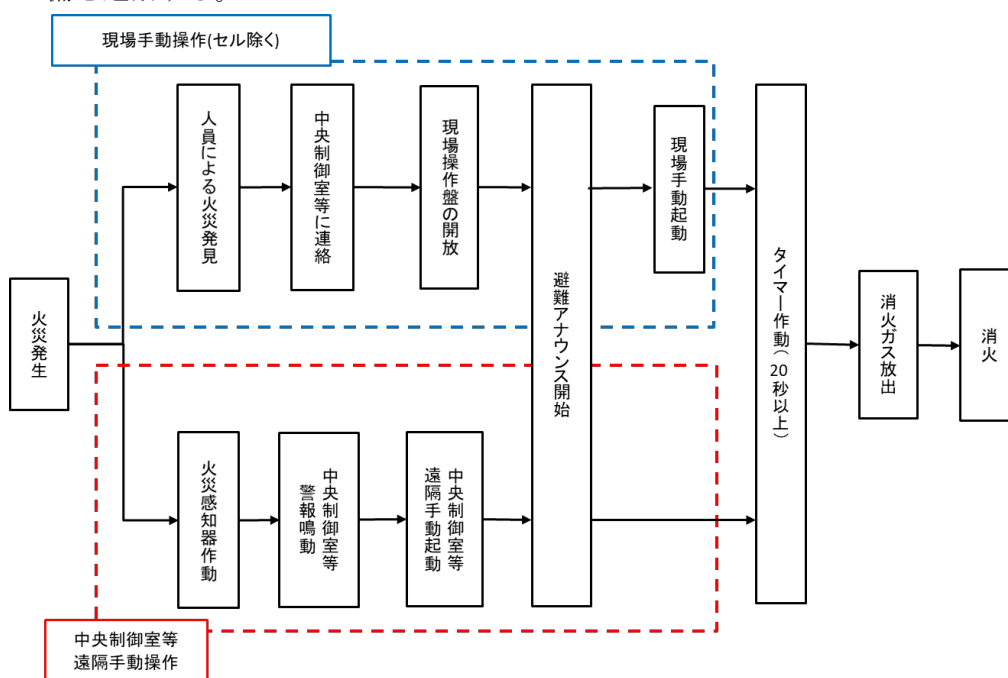 現場手動操作(セル除く)
人員による火災発見
中央制御室等に連絡
現場操作盤の開放
避難アナウンス開始
現場手動起動
タイマー作動(20秒以上)
消火ガス放出
消火
火災発生
火災感知器作動
中央制御室等
警報鳴動
中央制御室等
遠隔手動起動
中央制御室等
遠隔手動操作